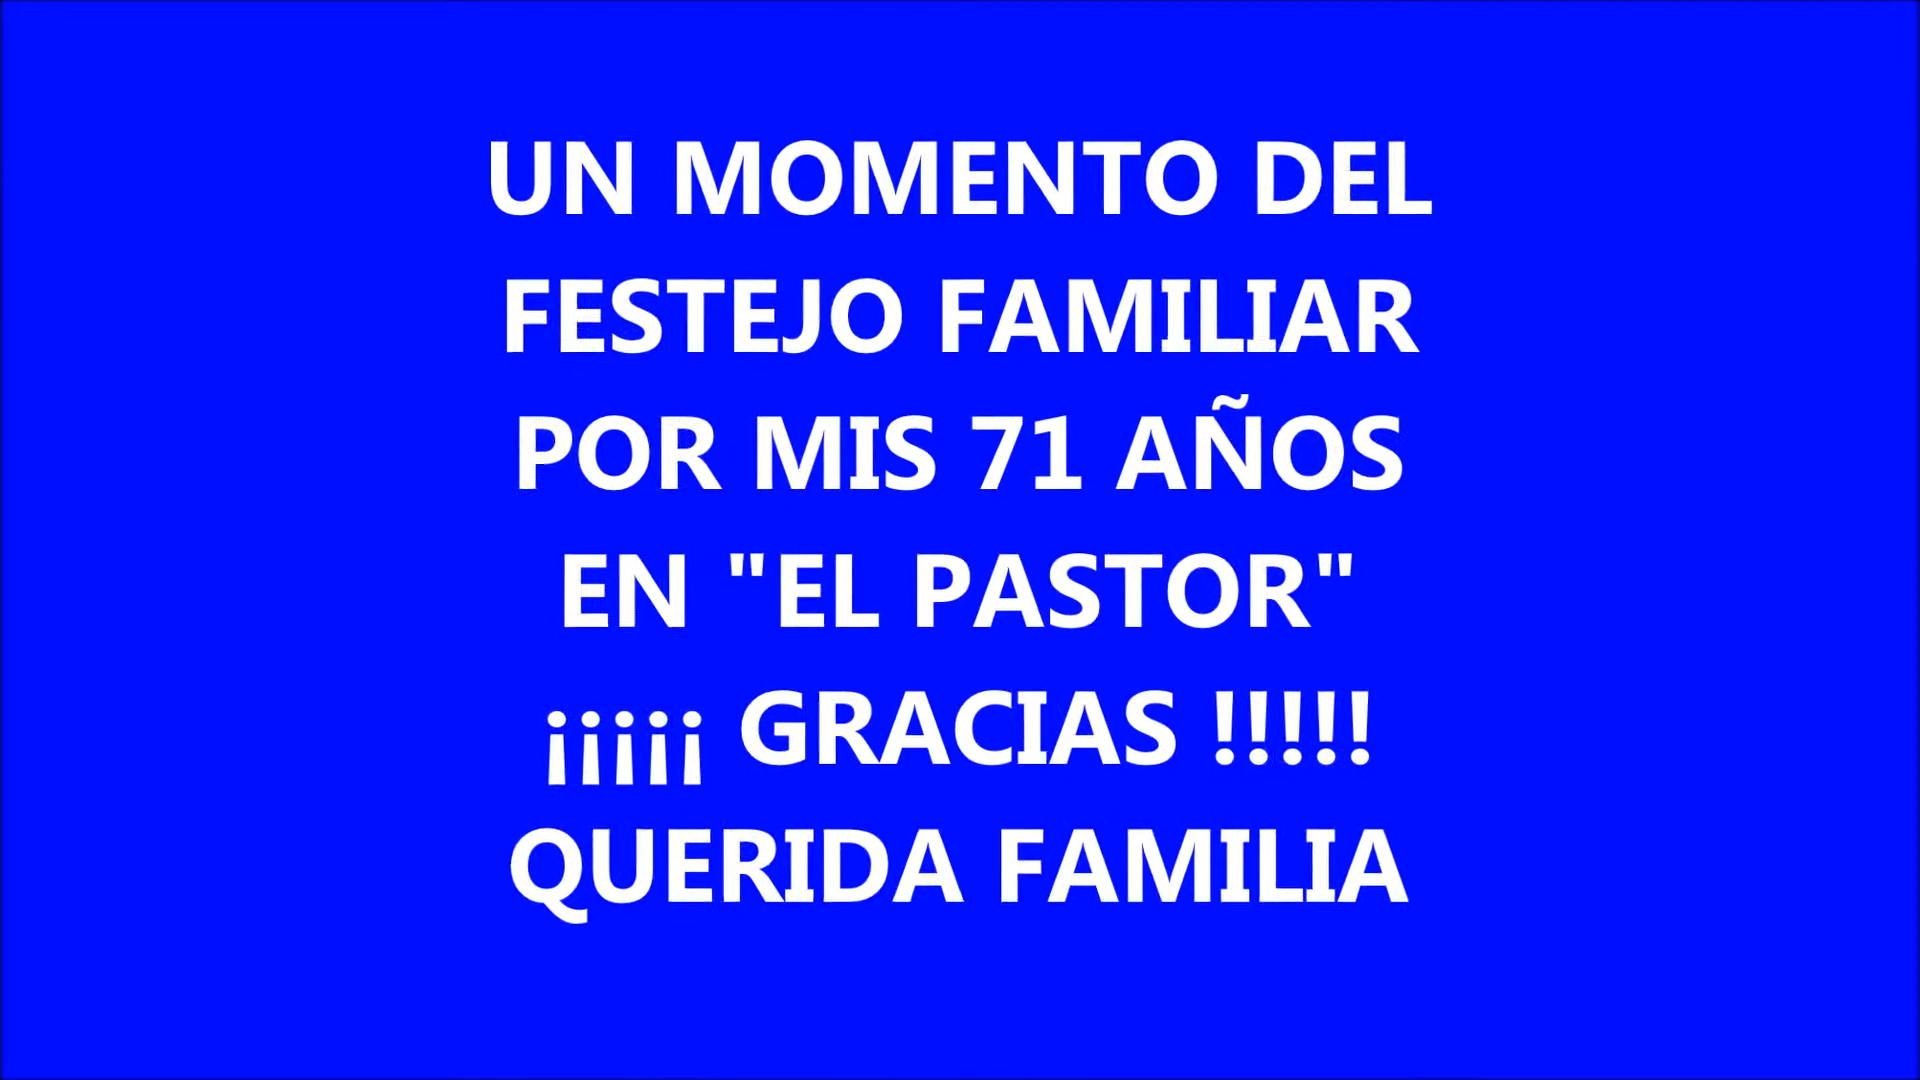 UN MOMENTO DEL
FESTEJO FAMILIAR
POR MIS 71 AÑOS
EN "EL PASTOR"
¡¡¡¡¡ GRACIAS !!!!!
QUERIDA FAMILIA